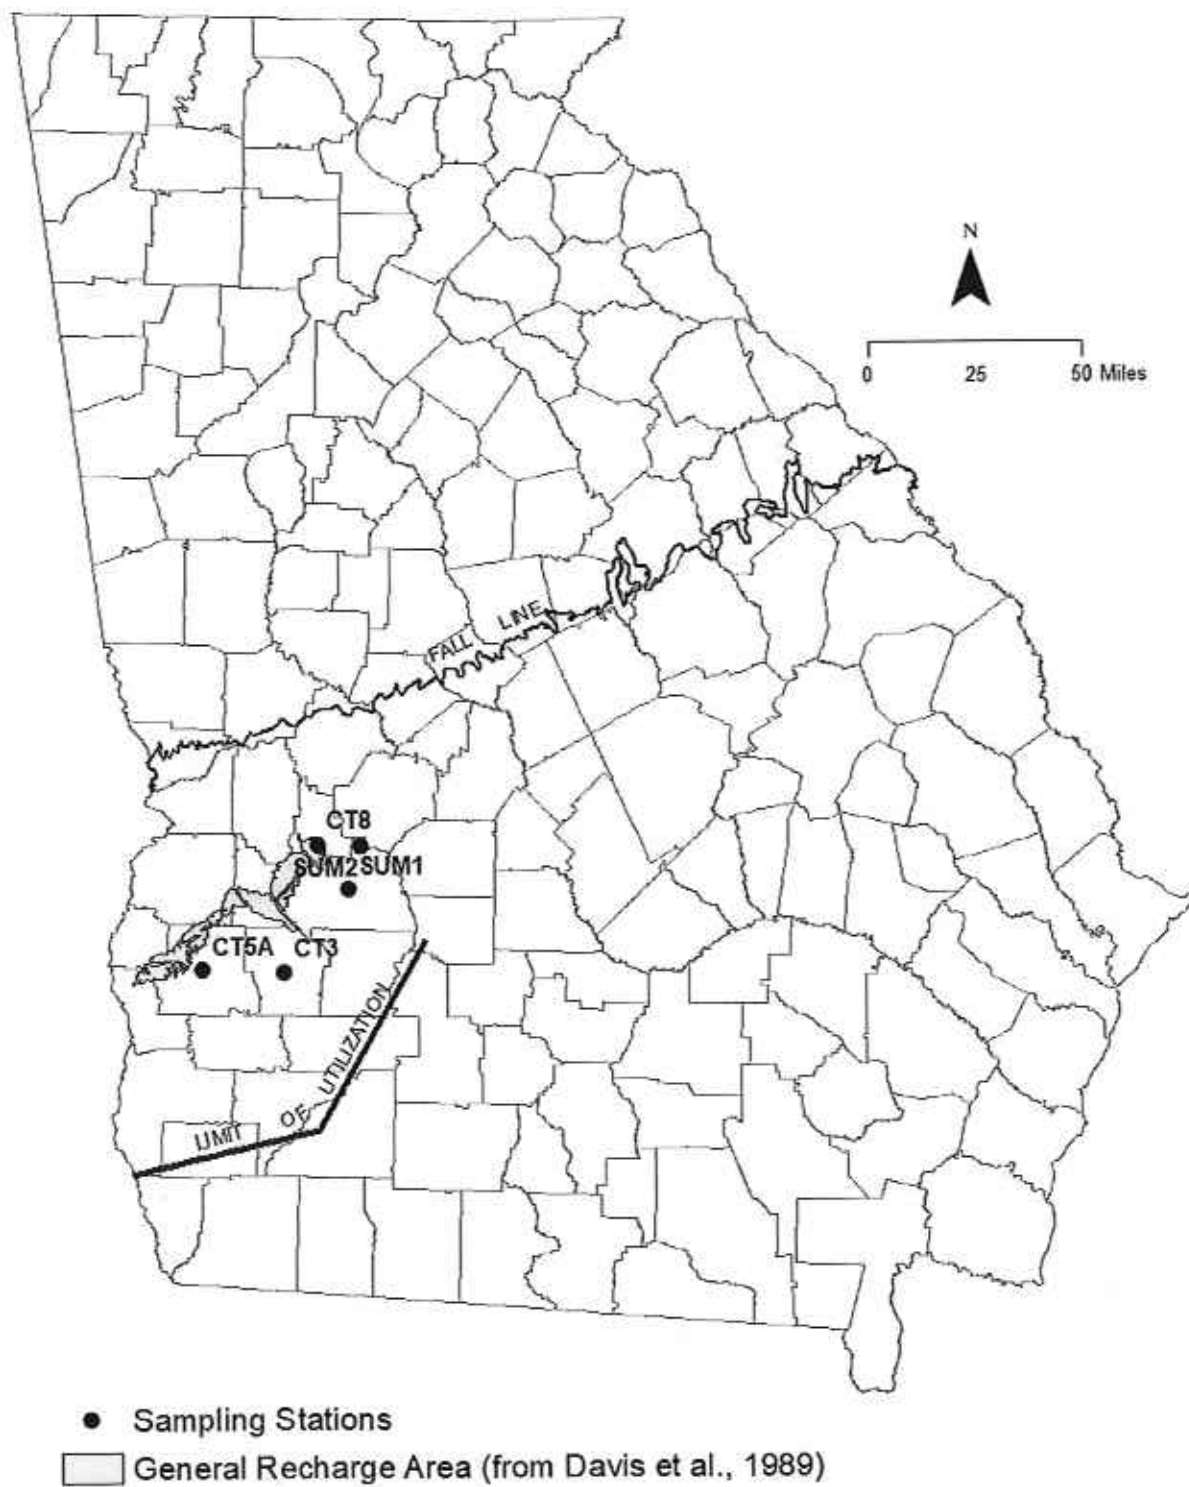 N
0 25 50 Miles
FALL LINE
CT8
SUM2 SUM1
CT5A CT3
LIMIT OF UTILIZATION
Sampling Stations
General Recharge Area (from Davis et al., 1989)